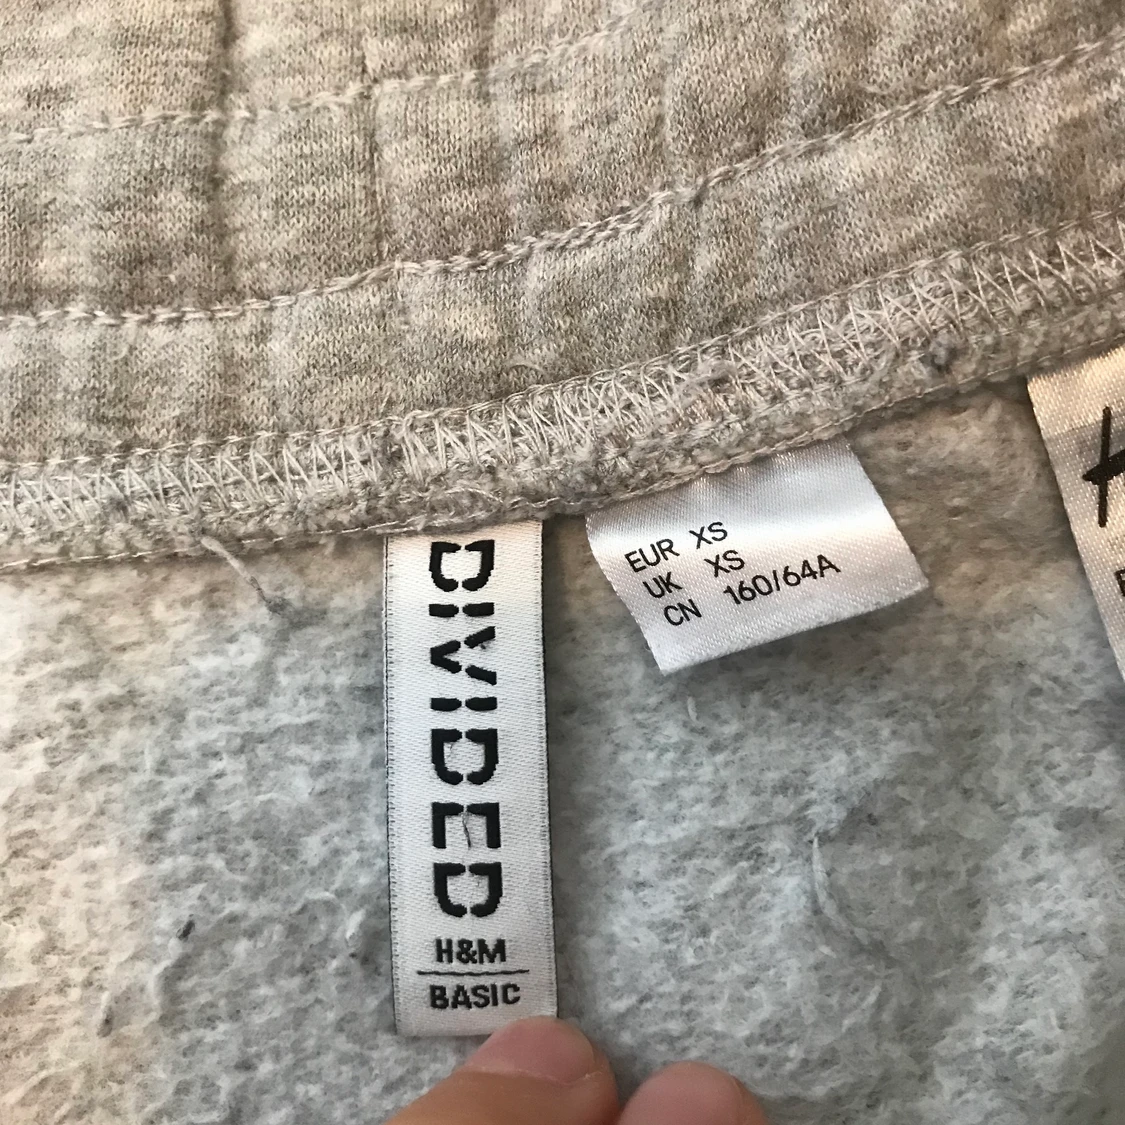 DIVIDED
H&M
BASIC
EUR XS
UK XS
CN 160/64A